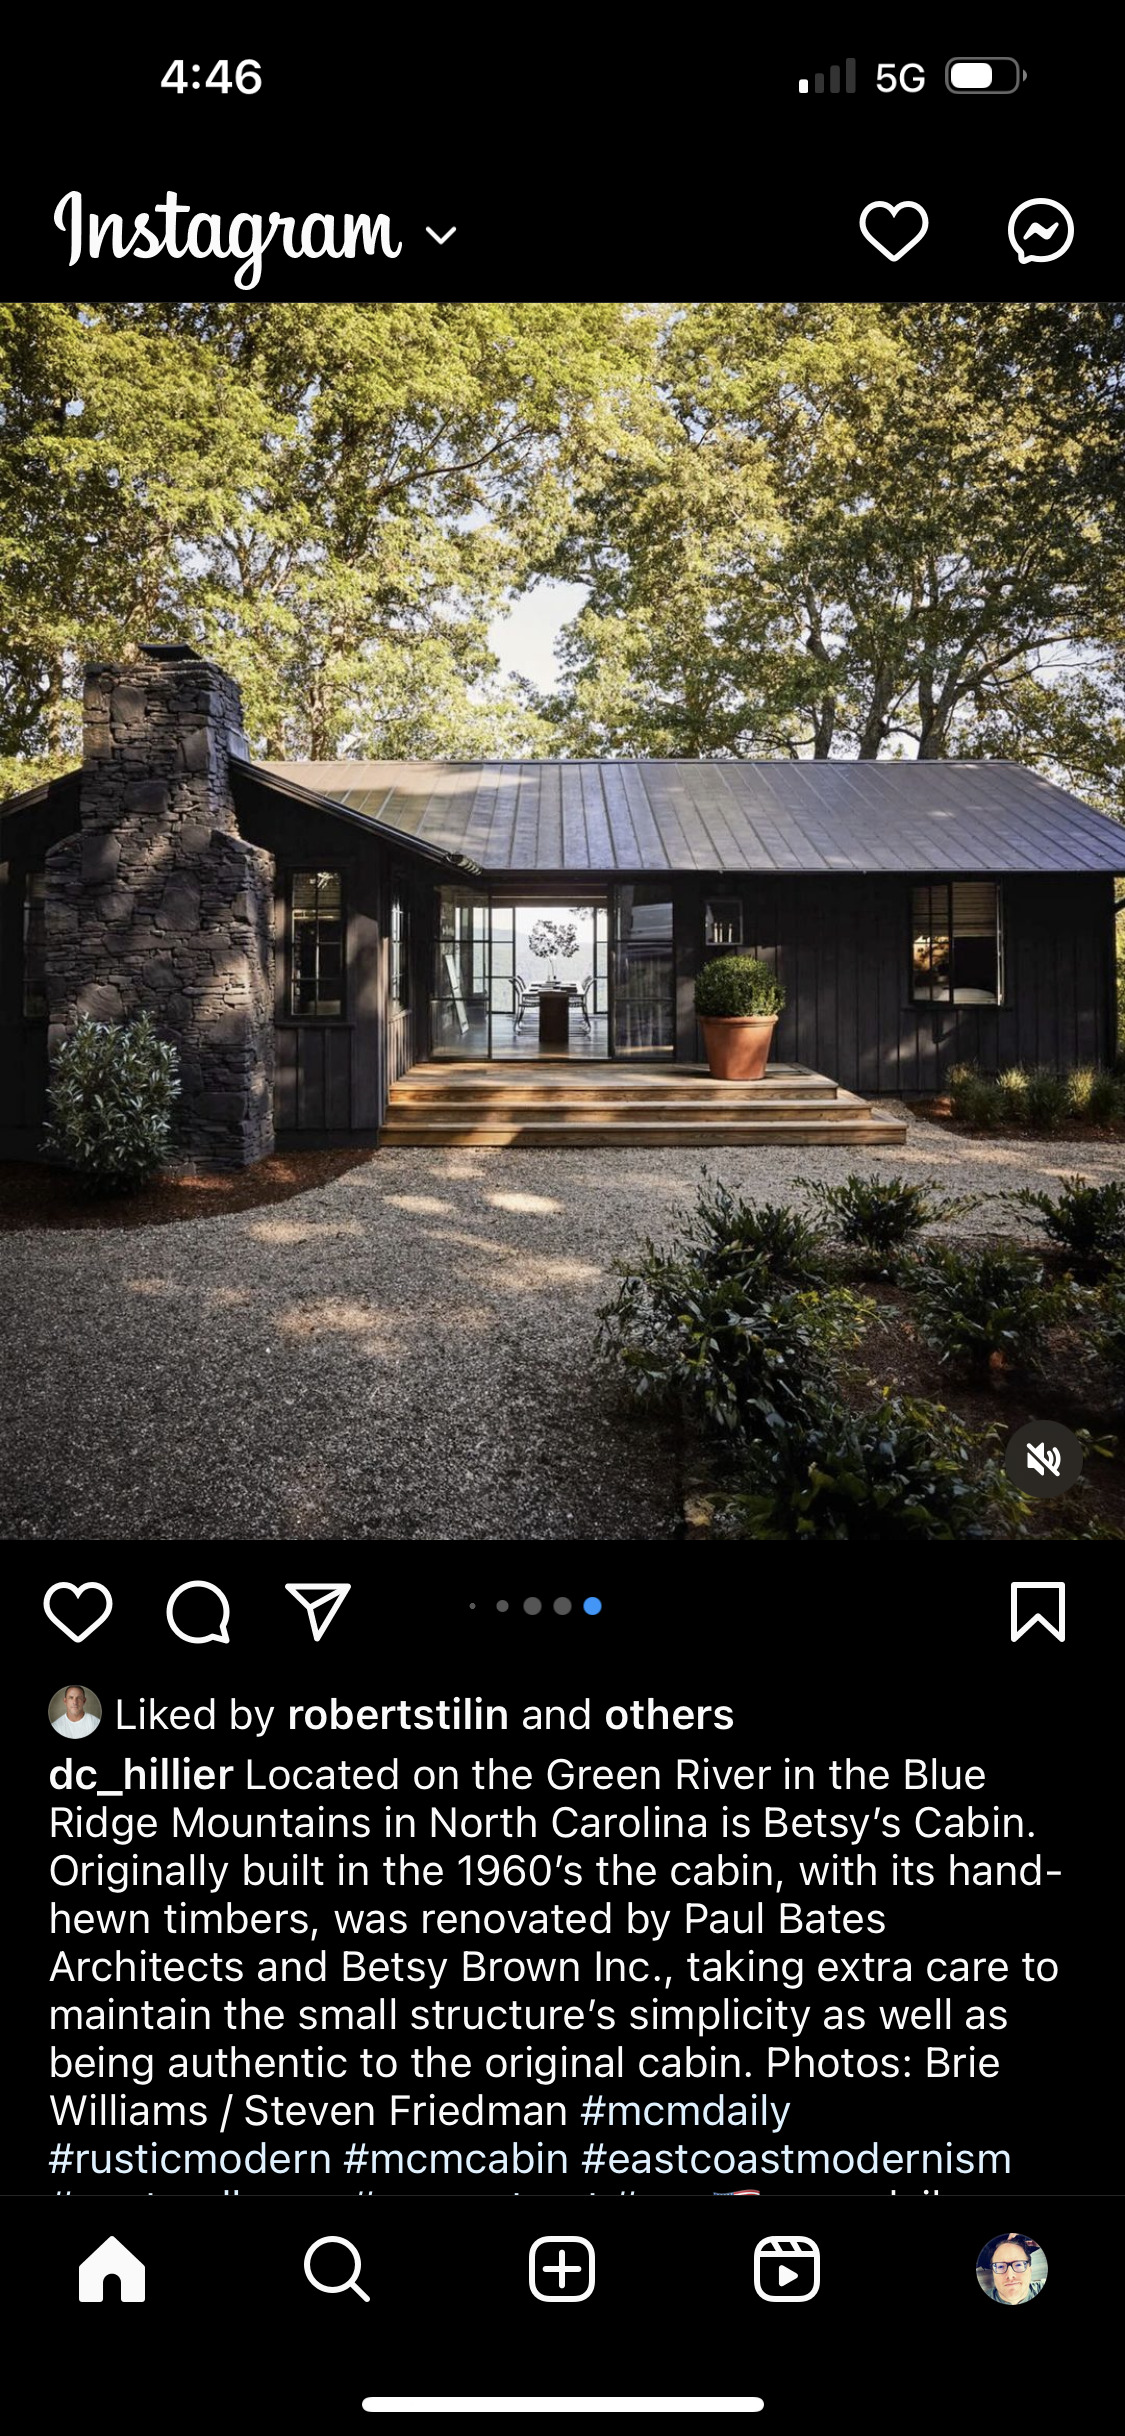 4:46
5G
Instagram
Liked by robertstilin and others
dc_hillier Located on the Green River in the Blue
Ridge Mountains in North Carolina is Betsy’s Cabin.
Originally built in the 1960’s the cabin, with its hand-
hewn timbers, was renovated by Paul Bates
Architects and Betsy Brown Inc., taking extra care to
maintain the small structure’s simplicity as well as
being authentic to the original cabin. Photos: Brie
Williams / Steven Friedman #mcmdaily
#rusticmodern #mcmcabin #eastcoastmodernism